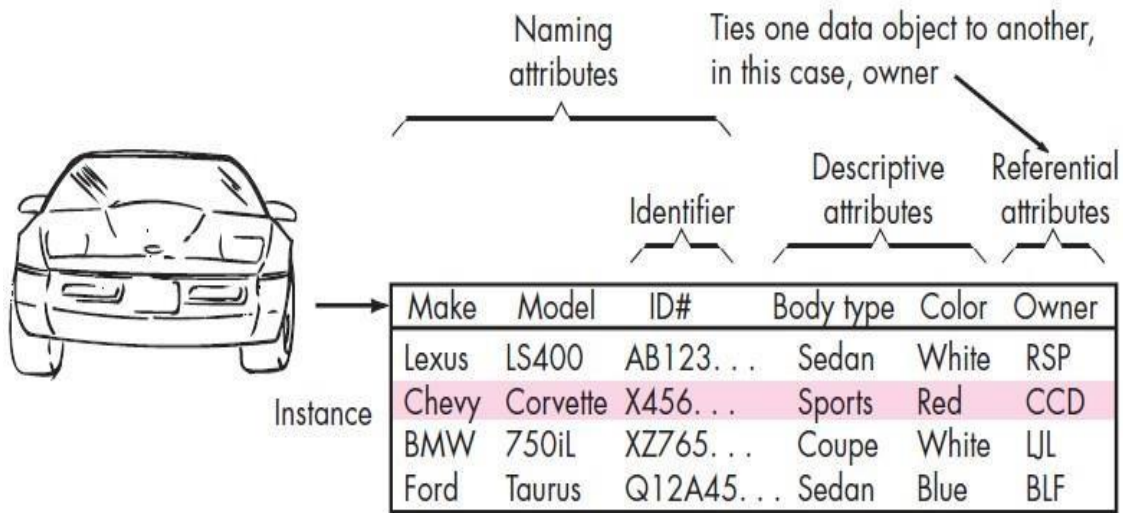 Naming
attributes
Ties one data object to another,
in this case, owner
Identifier
Descriptive
attributes
Referential
attributes
Make Model ID# Body type Color Owner
Lexus LS400 AB123. . . Sedan White RSP
Instance
Chevy Corvette X456. . . Sports Red CCD
BMW 750iL XZ765. . . Coupe White LJL
Ford Taurus Q12A45. . . Sedan Blue BLF